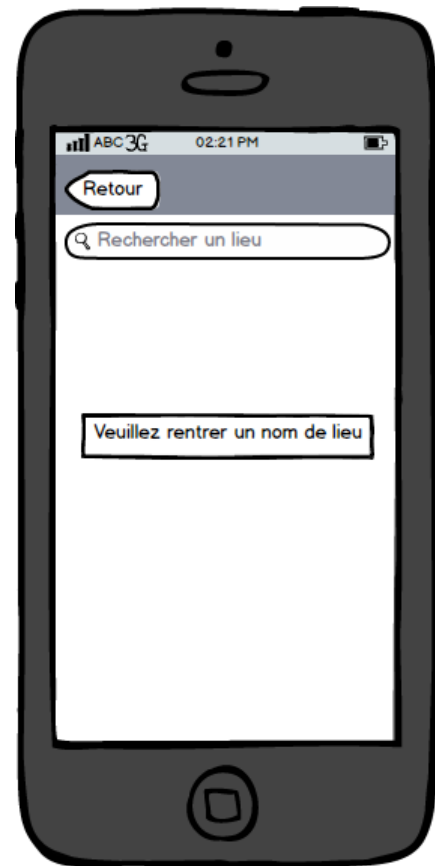 ABC 3G 02:21 PM
Retour
Rechercher un lieu
Veuillez rentrer un nom de lieu